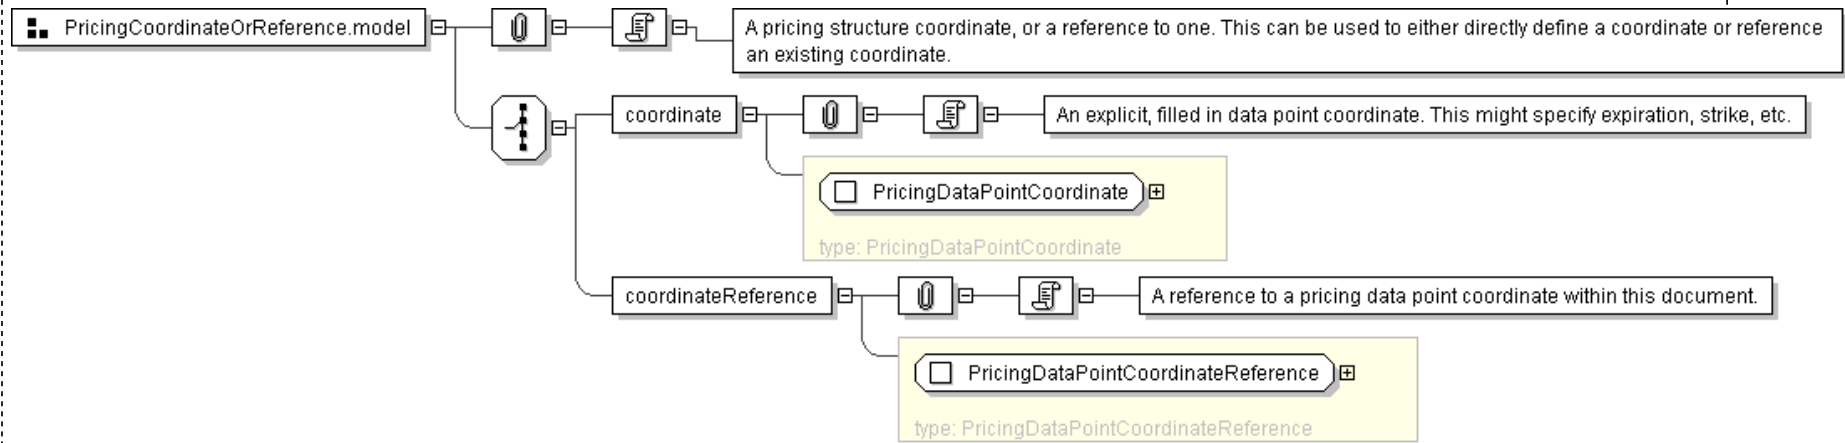 PricingCoordinateOrReference.model
A pricing structure coordinate, or a reference to one. This can be used to either directly define a coordinate or reference
an existing coordinate.
coordinate
An explicit, filled in data point coordinate. This might specify expiration, strike, etc.
PricingDataPointCoordinate
type: PricingDataPointCoordinate
coordinateReference
A reference to a pricing data point coordinate within this document.
PricingDataPointCoordinateReference
type: PricingDataPointCoordinateReference